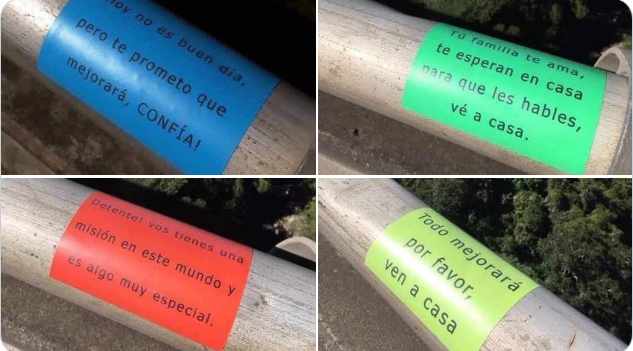 Hoy no es buen día,
pero te prometo que
mejorará, CONFÍA!
Tú familia te ama,
te esperan en casa
para que les hables,
vé a casa.
Detente! vos tienes una
misión en este mundo y
es algo muy especial.
Todo mejorará
por favor,
ven a casa